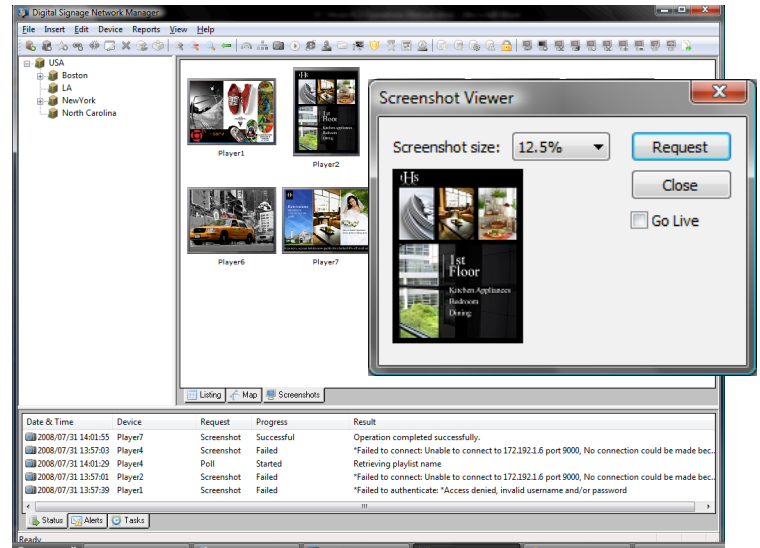 Digital Signage Network Manager
File Insert Edit Device Reports View Help
USA
Boston
LA
NewYork
North Carolina
Player1
Player2
Player6
Player7
Screenshot Viewer
Screenshot size: 12.5% Request
Close
Go Live
tHs
1st
Floor
Kitchen Appliances
Bedroom
Dining
Listing Map Screenshots
Date & Time Device Request Progress Result
2008/07/31 14:01:55 Player7 Screenshot Successful Operation completed successfully.
2008/07/31 13:57:03 Player4 Screenshot Failed *Failed to connect: Unable to connect to 172.192.1.6 port 9000, No connection could be made bec...
2008/07/31 14:01:29 Player4 Poll Started Retrieving playlist name
2008/07/31 13:57:01 Player2 Screenshot Failed *Failed to connect: Unable to connect to 172.192.1.6 port 9000, No connection could be made bec...
2008/07/31 13:57:39 Player1 Screenshot Failed *Failed to authenticate: *Access denied, invalid username and/or password
Status Alerts Tasks
Ready